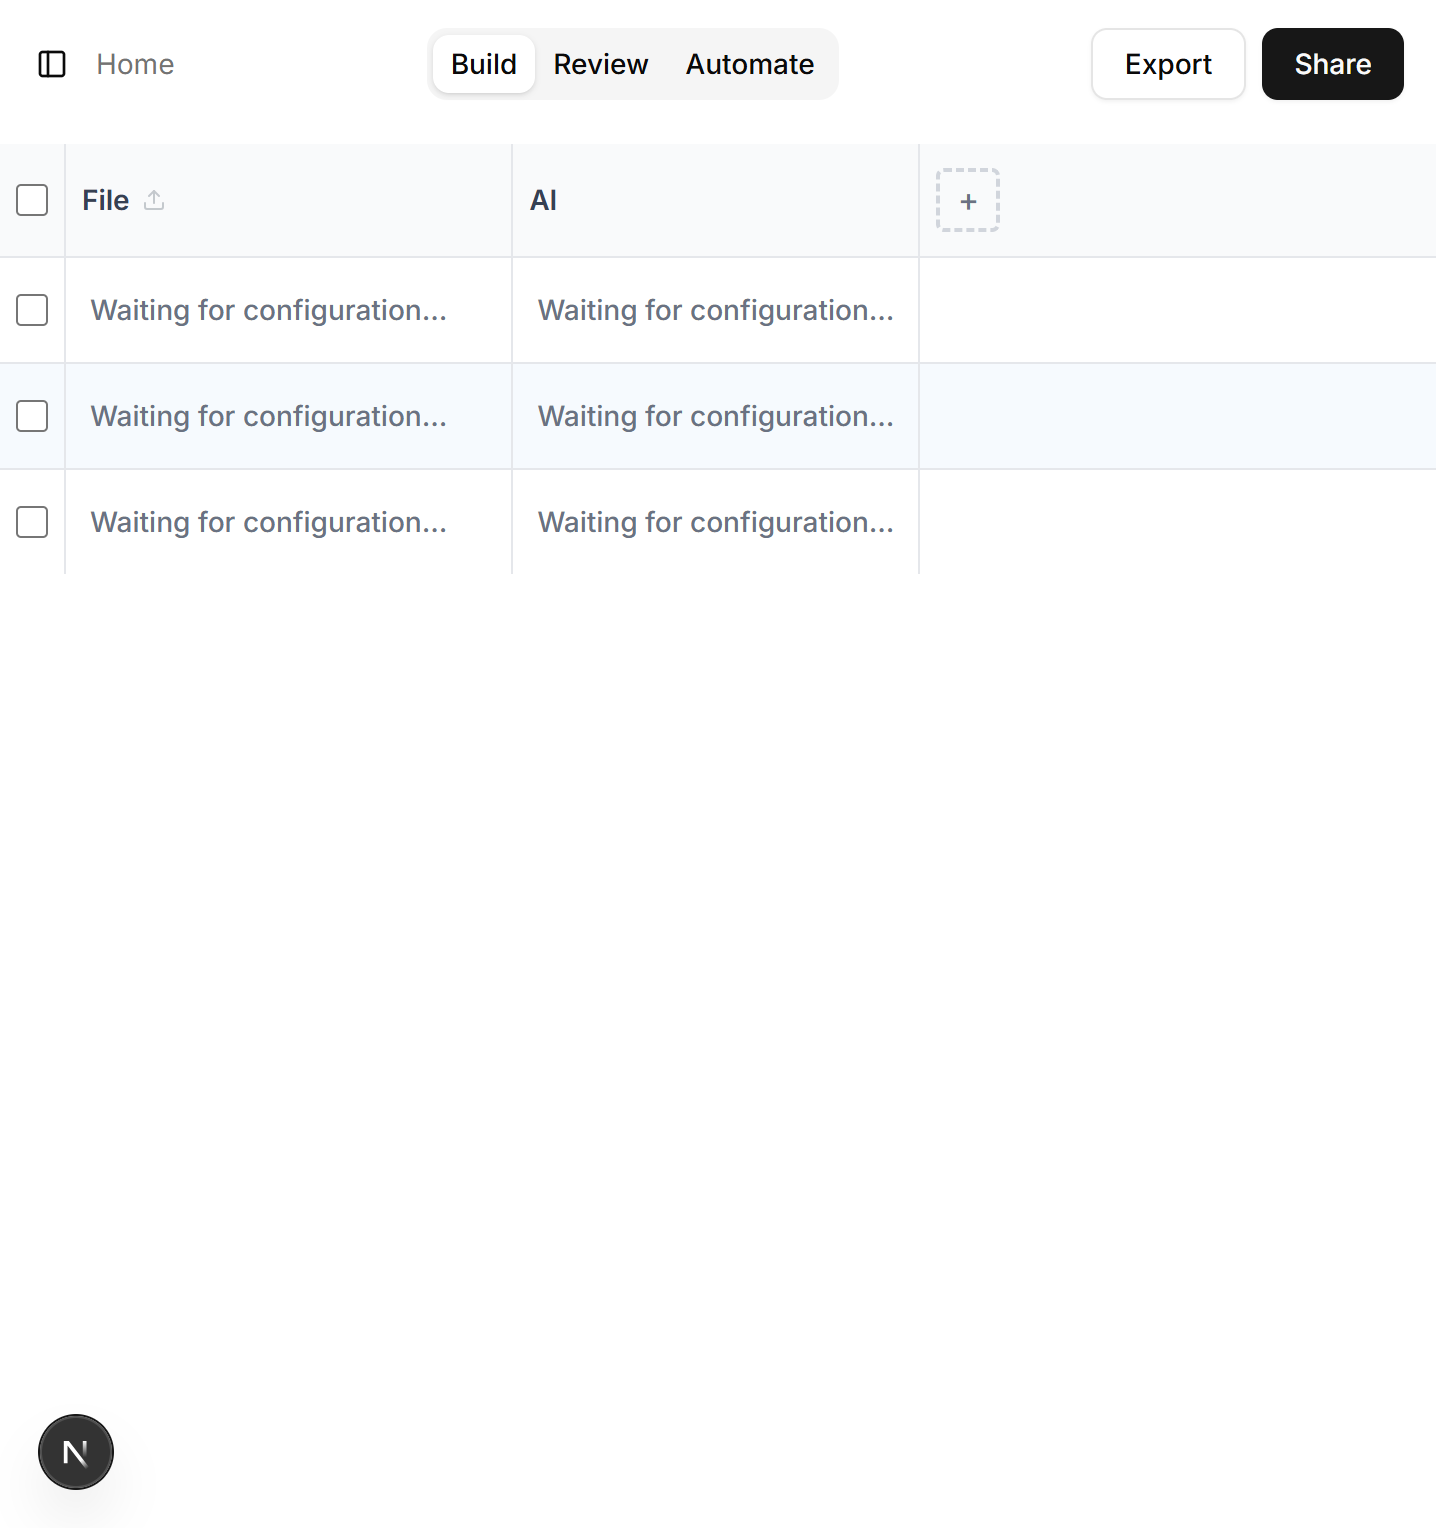 Home
Build Review Automate
Export
Share
File
AI
+
Waiting for configuration...
Waiting for configuration...
Waiting for configuration...
Waiting for configuration...
Waiting for configuration...
Waiting for configuration...
N